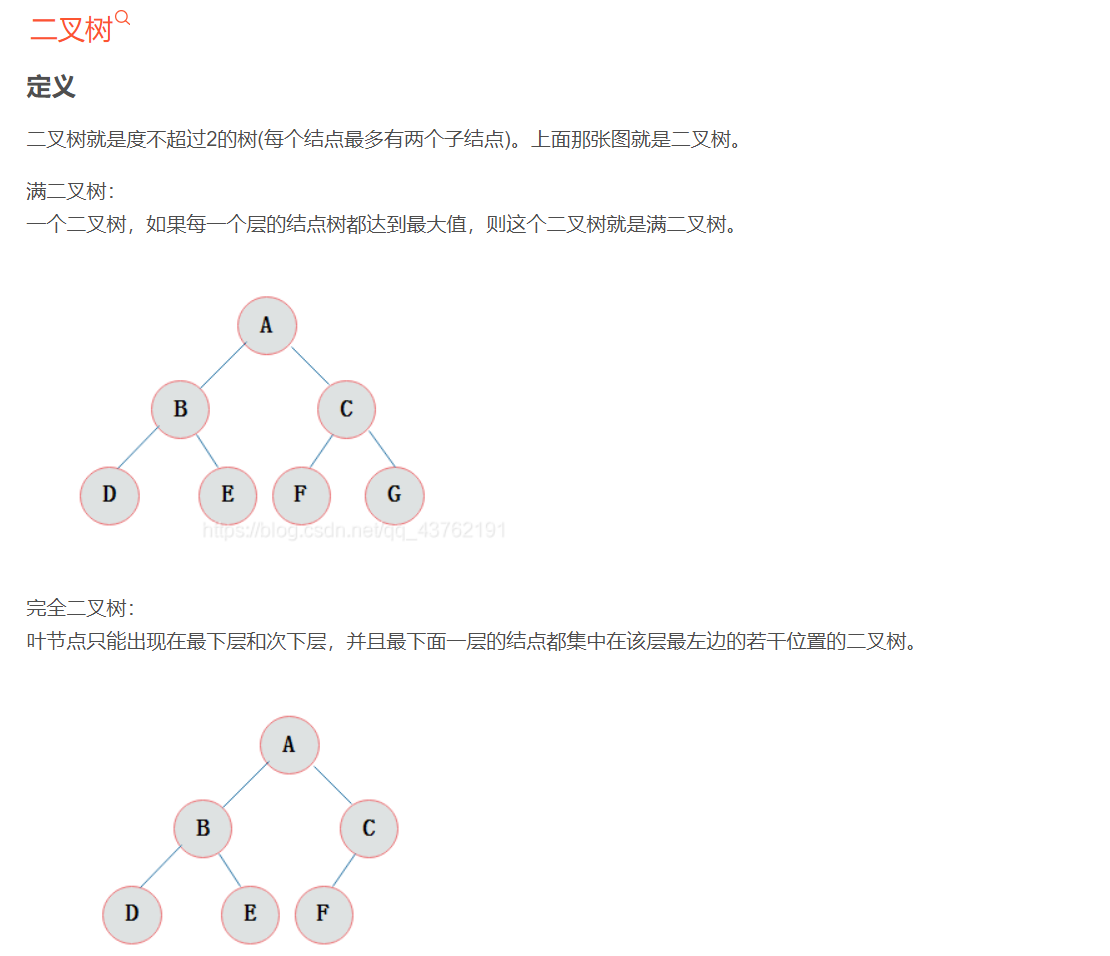 二叉树
定义
二叉树就是度不超过2的树(每个结点最多有两个子结点)。上面那张图就是二叉树。
满二叉树：
一个二叉树，如果每一个层的结点树都达到最大值，则这个二叉树就是满二叉树。
A
B C
D E F G
https://blog.csdn.net/qq_43762191
完全二叉树：
叶节点只能出现在最下层和次下层，并且最下面一层的结点都集中在该层最左边的若干位置的二叉树。
A
B C
D E F